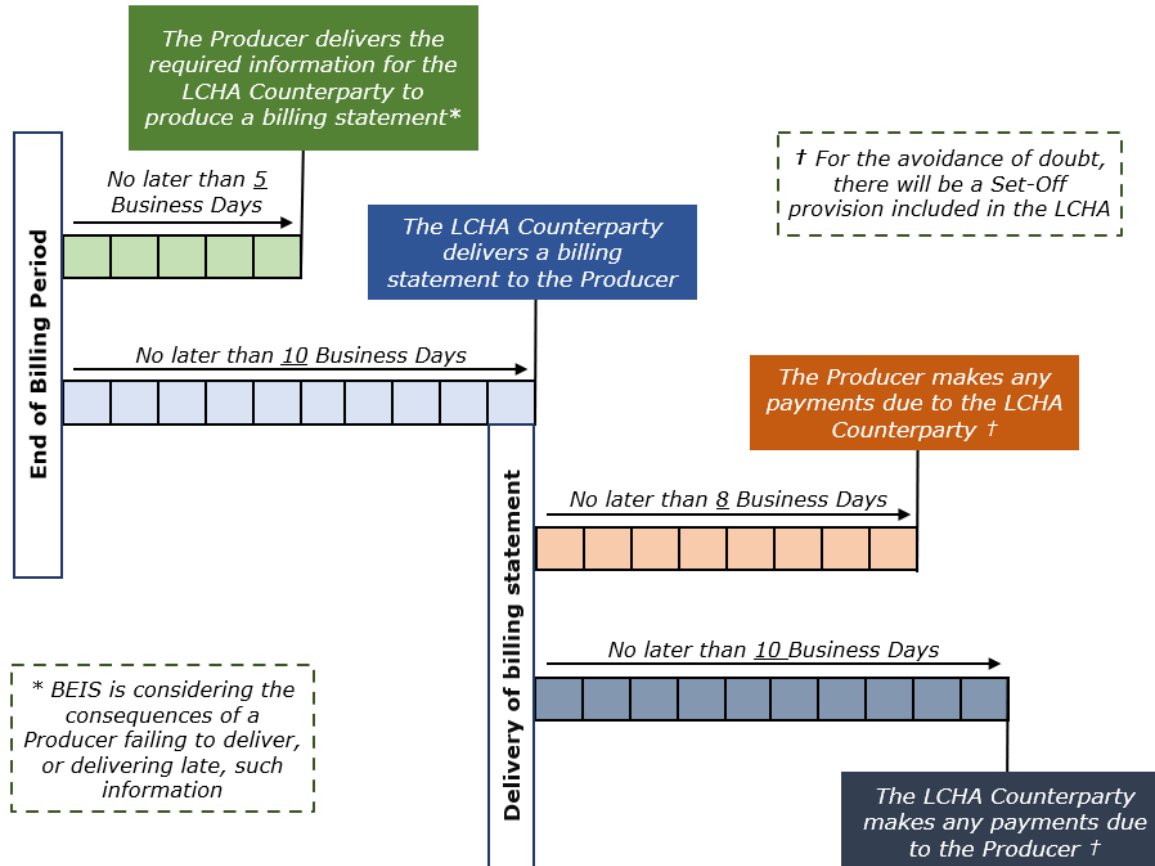 The Producer delivers the
required information for the
LCHA Counterparty to
produce a billing statement*
End of Billing Period
No later than 5
Business Days
† For the avoidance of doubt,
there will be a Set-Off
provision included in the LCHA
The LCHA Counterparty
delivers a billing
statement to the Producer
No later than 10 Business Days
The Producer makes any
payments due to the LCHA
Counterparty †
Delivery of billing statement
No later than 8 Business Days
No later than 10 Business Days
* BEIS is considering the
consequences of a
Producer failing to deliver,
or delivering late, such
information
The LCHA Counterparty
makes any payments due
to the Producer †